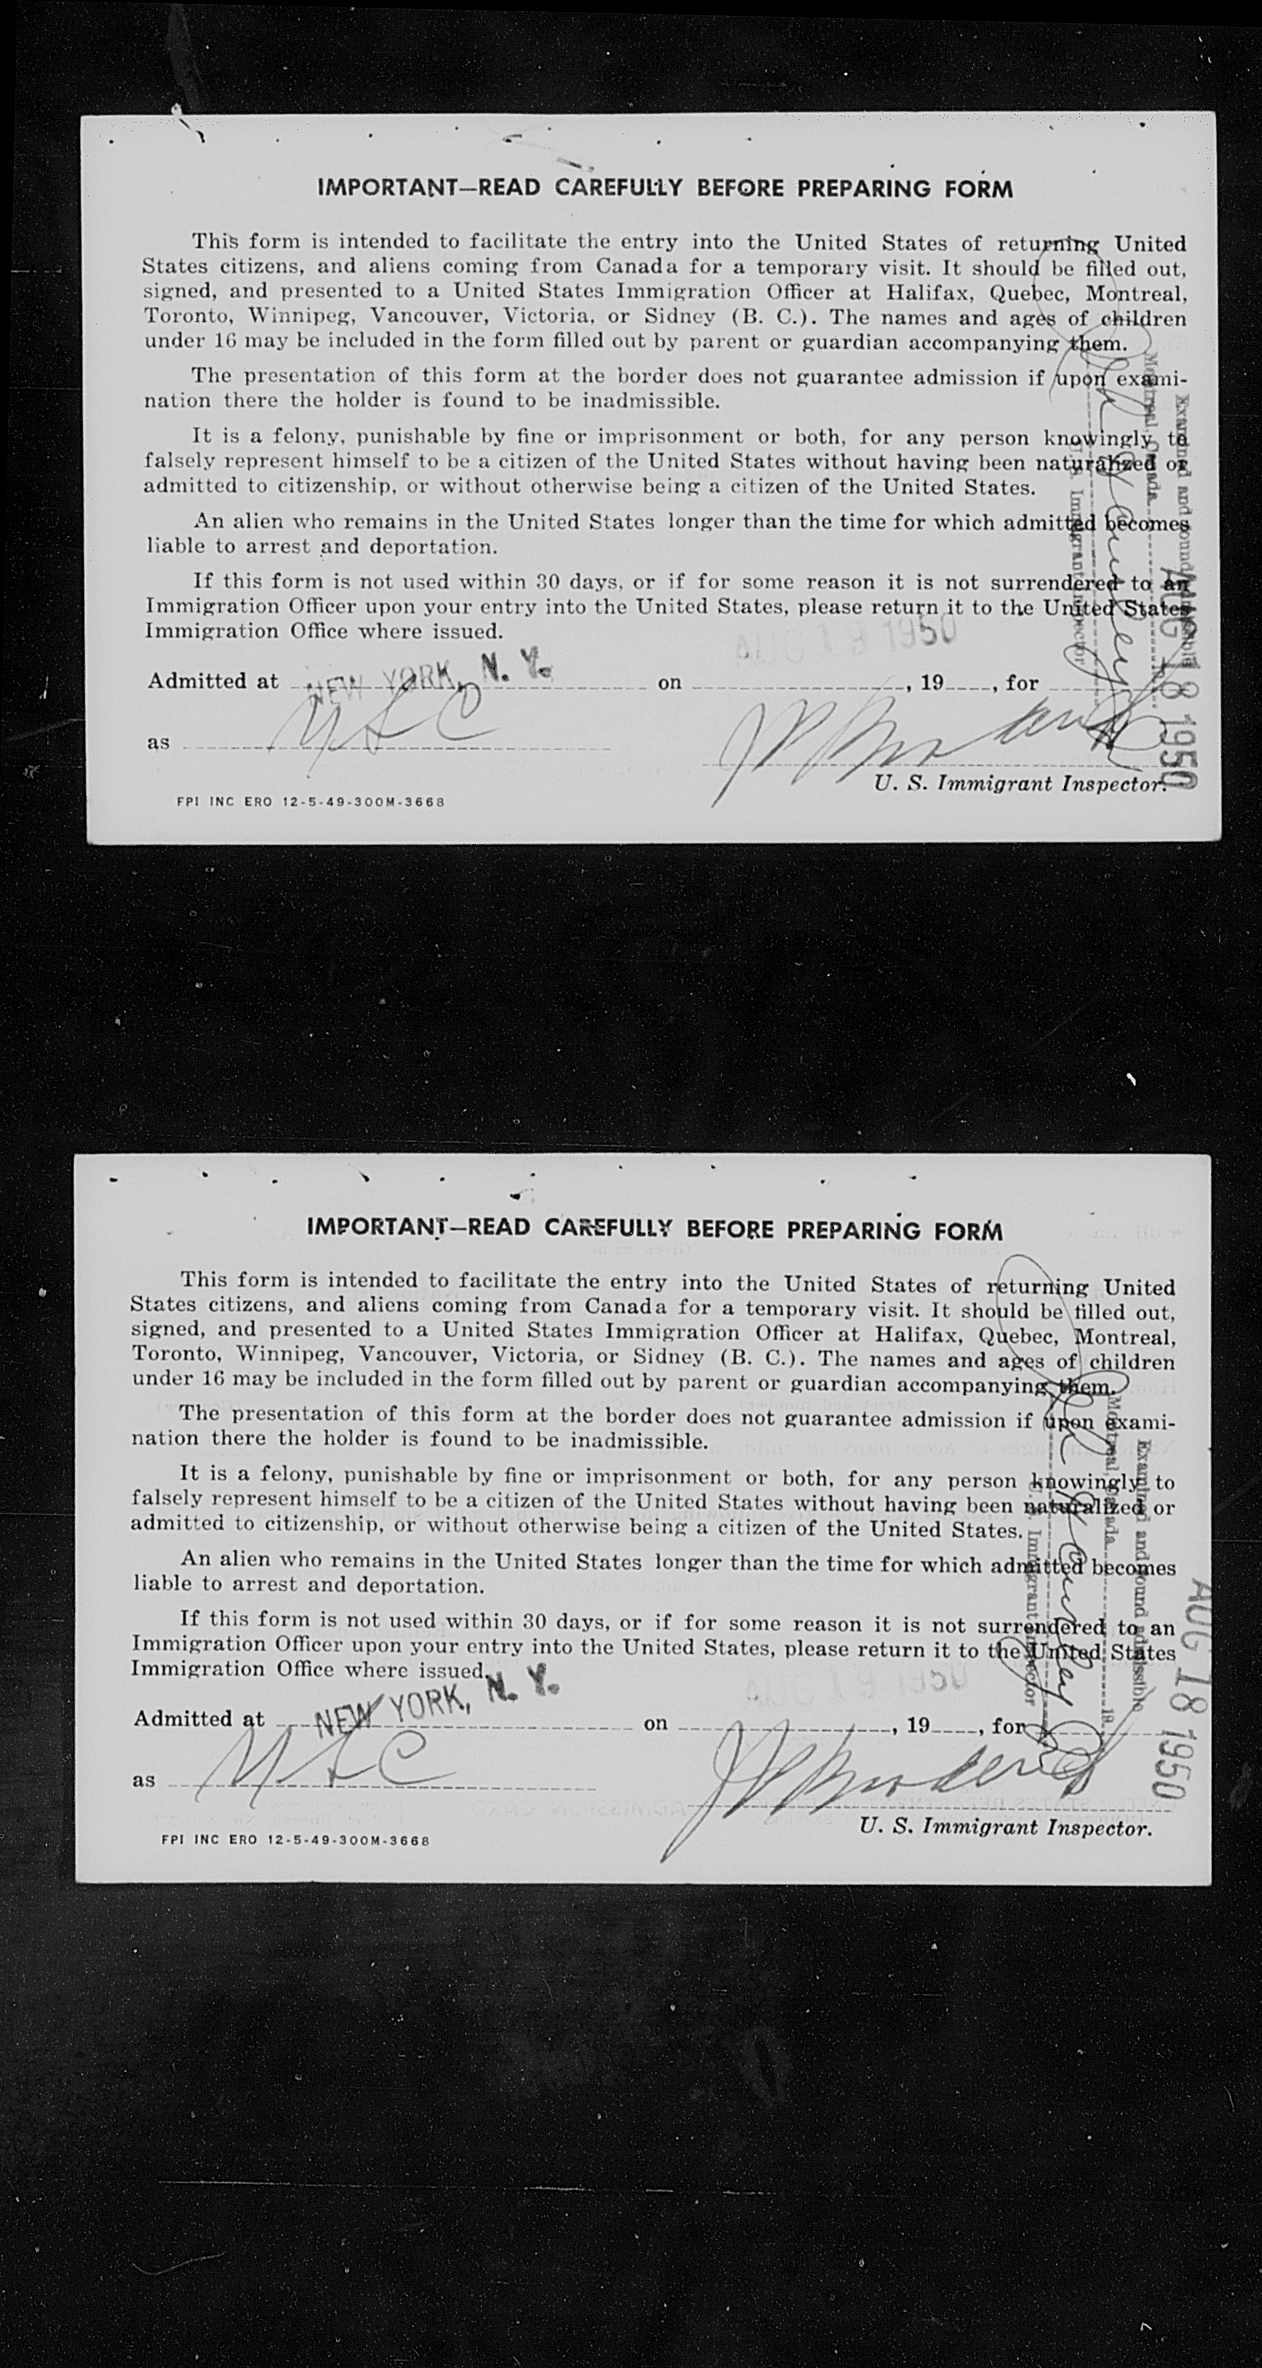 IMPORTANT—READ CAREFULLY BEFORE PREPARING FORM
This form is intended to facilitate the entry into the United States of returning United
States citizens, and aliens coming from Canada for a temporary visit. It should be filled out,
signed, and presented to a United States Immigration Officer at Halifax, Quebec, Montreal,
Toronto, Winnipeg, Vancouver, Victoria, or Sidney (B. C.). The names and ages of children
under 16 may be included in the form filled out by parent or guardian accompanying them.
The presentation of this form at the border does not guarantee admission if upon exami-
nation there the holder is found to be inadmissible.
It is a felony, punishable by fine or imprisonment or both, for any person knowingly to
falsely represent himself to be a citizen of the United States without having been naturalized or
admitted to citizenship, or without otherwise being a citizen of the United States.
An alien who remains in the United States longer than the time for which admitted becomes
liable to arrest and deportation.
If this form is not used within 30 days, or if for some reason it is not surrendered to an
Immigration Officer upon your entry into the United States, please return it to the United States
Immigration Office where issued.
AUG 19 1950
Admitted at NEW YORK, N. Y. on , 19 , for
as USC
U. S. Immigrant Inspector.
FPI INC ERO 12-5-49-300M-3668
Examined and found admissible
Montreal, Canada 19
U. S. Immigrant Inspector
AUG 18 1950
IMPORTANT—READ CAREFULLY BEFORE PREPARING FORM
This form is intended to facilitate the entry into the United States of returning United
States citizens, and aliens coming from Canada for a temporary visit. It should be filled out,
signed, and presented to a United States Immigration Officer at Halifax, Quebec, Montreal,
Toronto, Winnipeg, Vancouver, Victoria, or Sidney (B. C.). The names and ages of children
under 16 may be included in the form filled out by parent or guardian accompanying them.
The presentation of this form at the border does not guarantee admission if upon exami-
nation there the holder is found to be inadmissible.
It is a felony, punishable by fine or imprisonment or both, for any person knowingly to
falsely represent himself to be a citizen of the United States without having been naturalized or
admitted to citizenship, or without otherwise being a citizen of the United States.
An alien who remains in the United States longer than the time for which admitted becomes
liable to arrest and deportation.
If this form is not used within 30 days, or if for some reason it is not surrendered to an
Immigration Officer upon your entry into the United States, please return it to the United States
Immigration Office where issued.
Admitted at NEW YORK, N. Y. on , 19 , for
as USC
U. S. Immigrant Inspector.
FPI INC ERO 12-5-49-300M-3668
Examined and found admissible
Montreal, Canada 19
U. S. Immigrant Inspector
AUG 18 1950